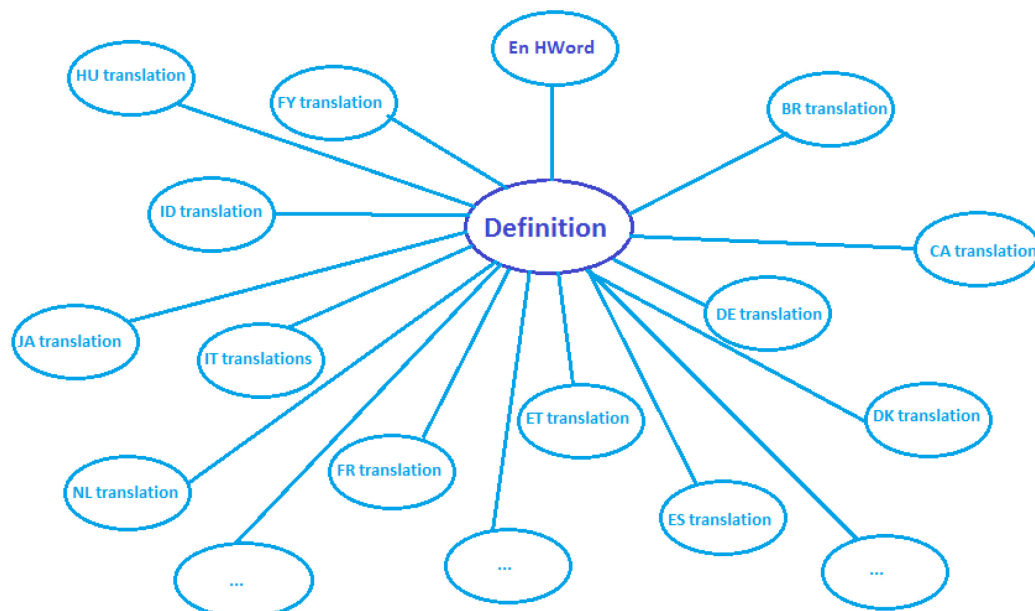 En HWord
HU translation
FY translation
BR translation
ID translation
Definition
CA translation
JA translation
IT translations
DE translation
ET translation
DK translation
FR translation
NL translation
ES translation
...
...
...